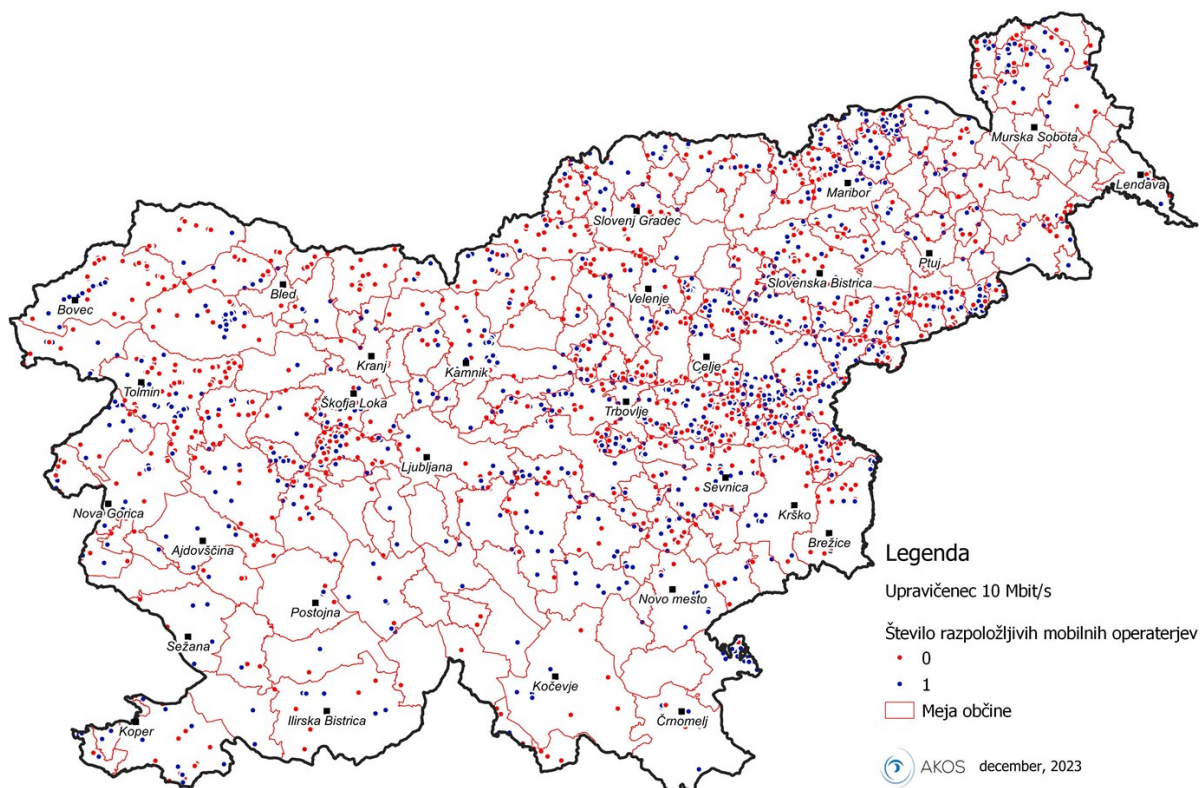 Murska Sobota
Lendava
Maribor
Slovenj Gradec
Ptuj
Slovenska Bistrica
Bled
Velenje
Bovec
Kranj
Celje
Kamnik
Tolmin
Škofja Loka
Trbovlje
Ljubljana
Sevnica
Nova Gorica
Krško
Brežice
Ajdovščina
Postojna
Novo mesto
Sežana
Kočevje
Ilirska Bistrica
Črnomelj
Koper
Legenda
Upravičenec 10 Mbit/s
Število razpoložljivih mobilnih operaterjev
0
1
Meja občine
AKOS december, 2023